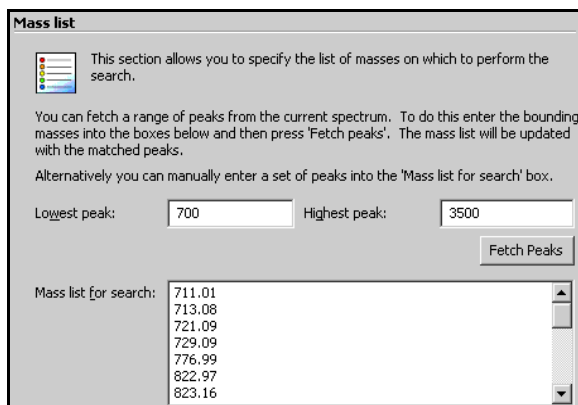 Mass list
This section allows you to specify the list of masses on which to perform the
search.
You can fetch a range of peaks from the current spectrum.  To do this enter the bounding
masses into the boxes below and then press 'Fetch peaks'.  The mass list will be updated
with the matched peaks.
Alternatively you can manually enter a set of peaks into the 'Mass list for search' box.
Lowest peak: 700 Highest peak: 3500
Fetch Peaks
Mass list for search: 711.01
713.08
721.09
729.09
776.99
822.97
823.16